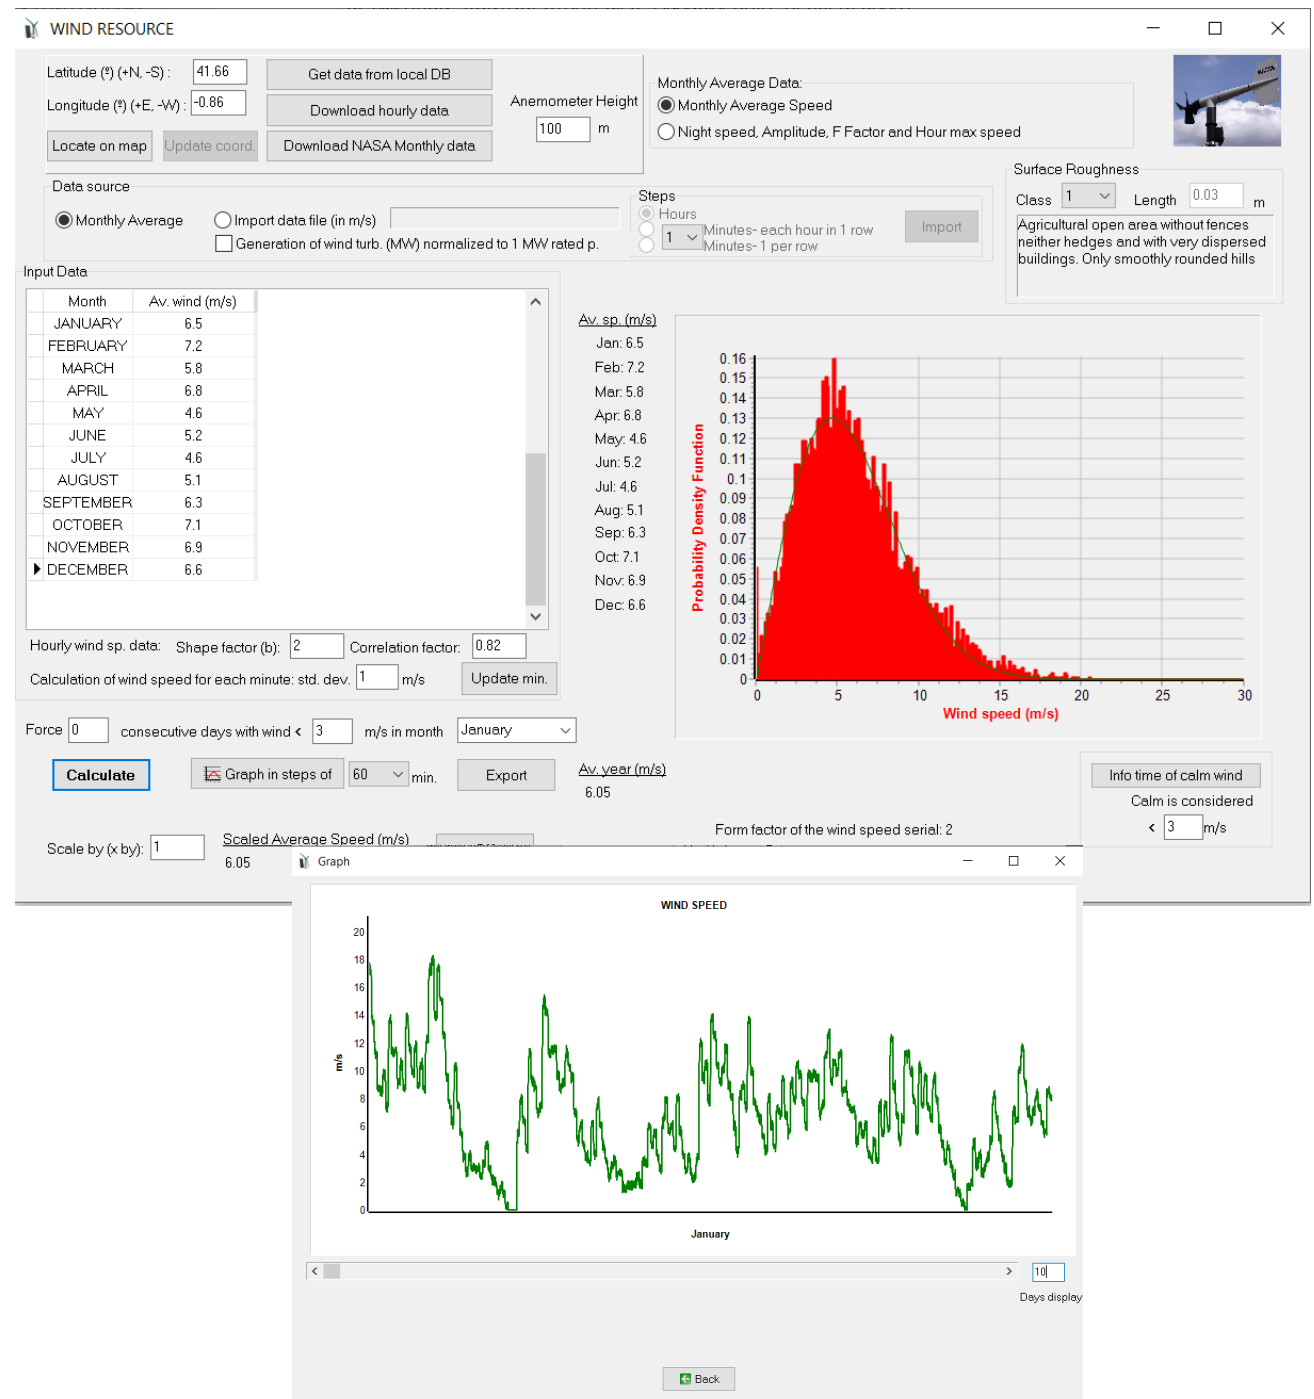 WIND RESOURCE
Latitude (º) (+N, -S) : 41.66
Get data from local DB
Longitude (º) (+E, -W) : -0.86
Download hourly data
Locate on map
Update coord.
Download NASA Monthly data
Anemometer Height
100 m
Monthly Average Data:
Monthly Average Speed
Night speed, Amplitude, F Factor and Hour max speed
Data source
Monthly Average
Import data file (in m/s)
Generation of wind turb. (MW) normalized to 1 MW rated p.
Steps
Hours
1 Minutes- each hour in 1 row
Minutes- 1 per row
Import
Surface Roughness
Class 1 Length 0.03 m
Agricultural open area without fences
neither hedges and with very dispersed
buildings. Only smoothly rounded hills
Input Data
Month Av. wind (m/s)
JANUARY 6.5
FEBRUARY 7.2
MARCH 5.8
APRIL 6.8
MAY 4.6
JUNE 5.2
JULY 4.6
AUGUST 5.1
SEPTEMBER 6.3
OCTOBER 7.1
NOVEMBER 6.9
DECEMBER 6.6
Av. sp. (m/s)
Jan: 6.5
Feb: 7.2
Mar: 5.8
Apr: 6.8
May: 4.6
Jun: 5.2
Jul: 4.6
Aug: 5.1
Sep: 6.3
Oct: 7.1
Nov: 6.9
Dec: 6.6
Probability Density Function
0.16
0.15
0.14
0.13
0.12
0.11
0.1
0.09
0.08
0.07
0.06
0.05
0.04
0.03
0.02
0.01
0
0 5 10 15 20 25 30
Wind speed (m/s)
Hourly wind sp. data: Shape factor (b): 2 Correlation factor: 0.82
Calculation of wind speed for each minute: std. dev. 1 m/s Update min.
Force 0 consecutive days with wind < 3 m/s in month January
Calculate
Graph in steps of 60 min.
Export
Av. year (m/s)
6.05
Info time of calm wind
Calm is considered
< 3 m/s
Form factor of the wind speed serial: 2
Scale by (x by): 1
Scaled Average Speed (m/s)
6.05
Graph
WIND SPEED
m/s
20
18
16
14
12
10
8
6
4
2
0
January
10
Days display
Back